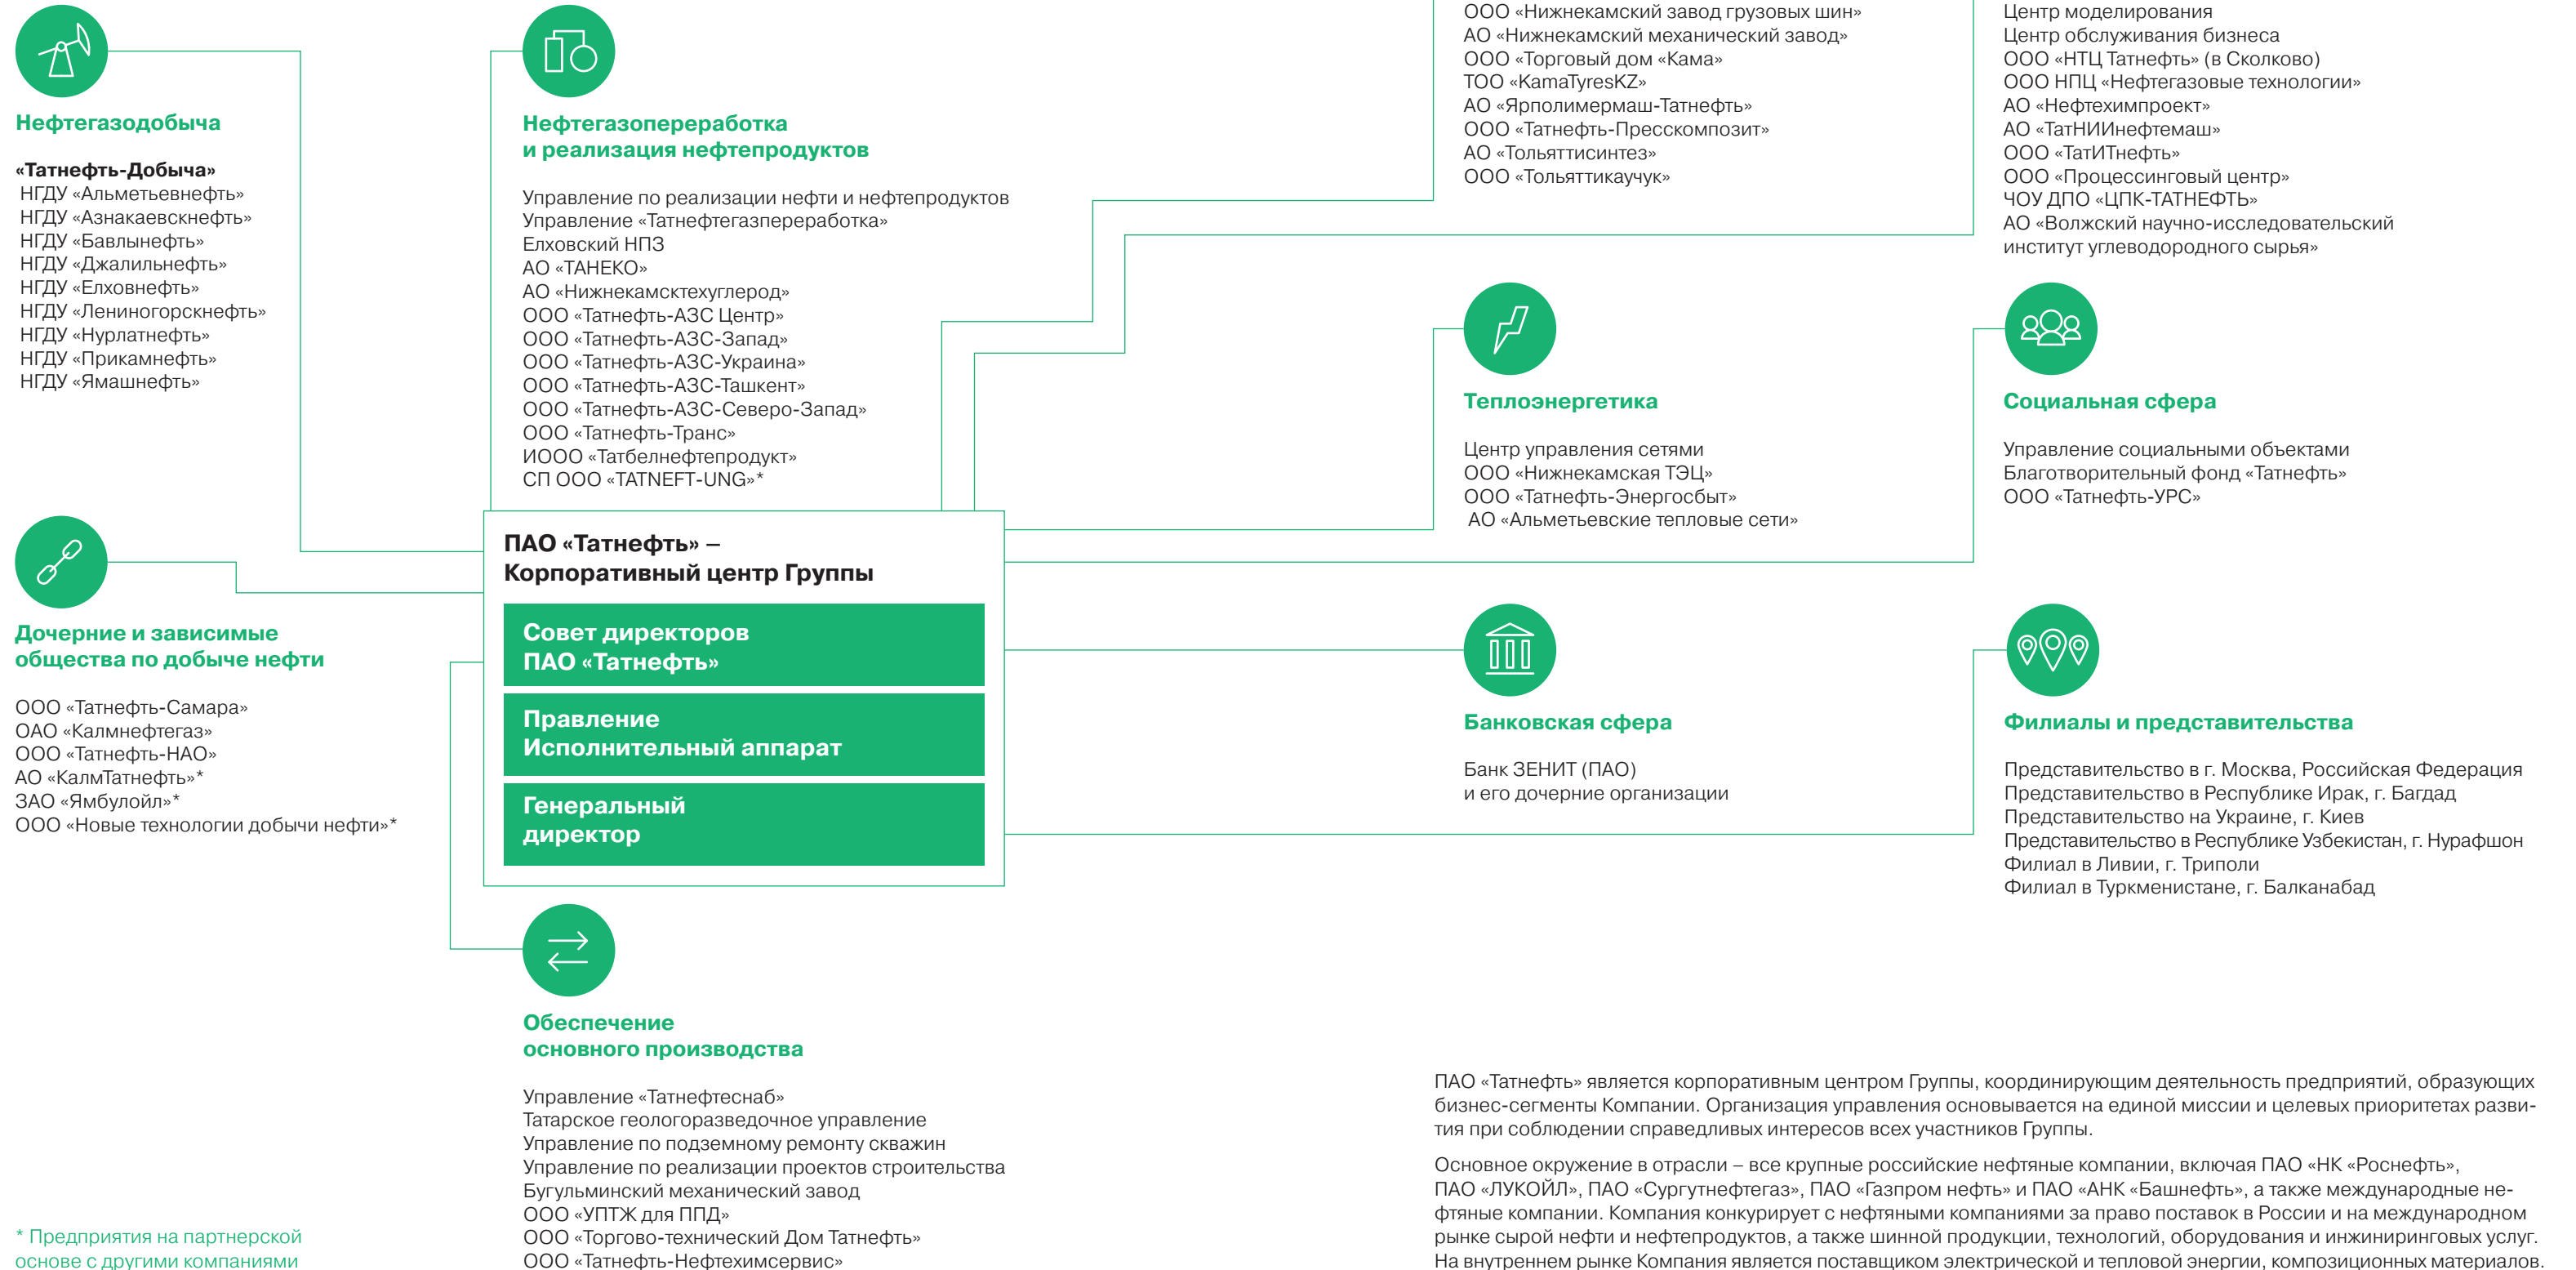 Нефтегазодобыча
«Татнефть-Добыча»
НГДУ «Альметьевнефть»
НГДУ «Азнакаевскнефть»
НГДУ «Бавлынефть»
НГДУ «Джалильнефть»
НГДУ «Елховнефть»
НГДУ «Лениногорскнефть»
НГДУ «Нурлатнефть»
НГДУ «Прикамнефть»
НГДУ «Ямашнефть»
Нефтегазопереработка
и реализация нефтепродуктов
Управление по реализации нефти и нефтепродуктов
Управление «Татнефтегазпереработка»
Елховский НПЗ
АО «ТАНЕКО»
АО «Нижнекамсктехуглерод»
ООО «Татнефть-АЗС Центр»
ООО «Татнефть-АЗС-Запад»
ООО «Татнефть-АЗС-Украина»
ООО «Татнефть-АЗС-Ташкент»
ООО «Татнефть-АЗС-Северо-Запад»
ООО «Татнефть-Транс»
ИООО «Татбелнефтепродукт»
СП ООО «TATNEFT-UNG»*
ООО «Нижнекамский завод грузовых шин»
АО «Нижнекамский механический завод»
ООО «Торговый дом «Кама»
ТОО «KamaTyresKZ»
АО «Ярполимермаш-Татнефть»
ООО «Татнефть-Пресскомпозит»
АО «Тольяттисинтез»
ООО «Тольяттикаучук»
Центр моделирования
Центр обслуживания бизнеса
ООО «НТЦ Татнефть» (в Сколково)
ООО НПЦ «Нефтегазовые технологии»
АО «Нефтехимпроект»
АО «ТатНИИнефтемаш»
ООО «ТатИТнефть»
ООО «Процессинговый центр»
ЧОУ ДПО «ЦПК-ТАТНЕФТЬ»
АО «Волжский научно-исследовательский
институт углеводородного сырья»
Теплоэнергетика
Центр управления сетями
ООО «Нижнекамская ТЭЦ»
ООО «Татнефть-Энергосбыт»
АО «Альметьевские тепловые сети»
Социальная сфера
Управление социальными объектами
Благотворительный фонд «Татнефть»
ООО «Татнефть-УРС»
Дочерние и зависимые
общества по добыче нефти
ООО «Татнефть-Самара»
ОАО «Калмнефтегаз»
ООО «Татнефть-НАО»
АО «КалмТатнефть»*
ЗАО «Ямбулойл»*
ООО «Новые технологии добычи нефти»*
ПАО «Татнефть» –
Корпоративный центр Группы
Совет директоров
ПАО «Татнефть»
Правление
Исполнительный аппарат
Генеральный
директор
Банковская сфера
Банк ЗЕНИТ (ПАО)
и его дочерние организации
Филиалы и представительства
Представительство в г. Москва, Российская Федерация
Представительство в Республике Ирак, г. Багдад
Представительство на Украине, г. Киев
Представительство в Республике Узбекистан, г. Нурафшон
Филиал в Ливии, г. Триполи
Филиал в Туркменистане, г. Балканабад
Обеспечение
основного производства
Управление «Татнефтеснаб»
Татарское геологоразведочное управление
Управление по подземному ремонту скважин
Управление по реализации проектов строительства
Бугульминский механический завод
ООО «УПТЖ для ППД»
ООО «Торгово-технический Дом Татнефть»
ООО «Татнефть-Нефтехимсервис»
* Предприятия на партнерской
основе с другими компаниями
ПАО «Татнефть» является корпоративным центром Группы, координирующим деятельность предприятий, образующих
бизнес-сегменты Компании. Организация управления основывается на единой миссии и целевых приоритетах разви-
тия при соблюдении справедливых интересов всех участников Группы.
Основное окружение в отрасли – все крупные российские нефтяные компании, включая ПАО «НК «Роснефть»,
ПАО «ЛУКОЙЛ», ПАО «Сургутнефтегаз», ПАО «Газпром нефть» и ПАО «АНК «Башнефть», а также международные не-
фтяные компании. Компания конкурирует с нефтяными компаниями за право поставок в России и на международном
рынке сырой нефти и нефтепродуктов, а также шинной продукции, технологий, оборудования и инжиниринговых услуг.
На внутреннем рынке Компания является поставщиком электрической и тепловой энергии, композиционных материалов.